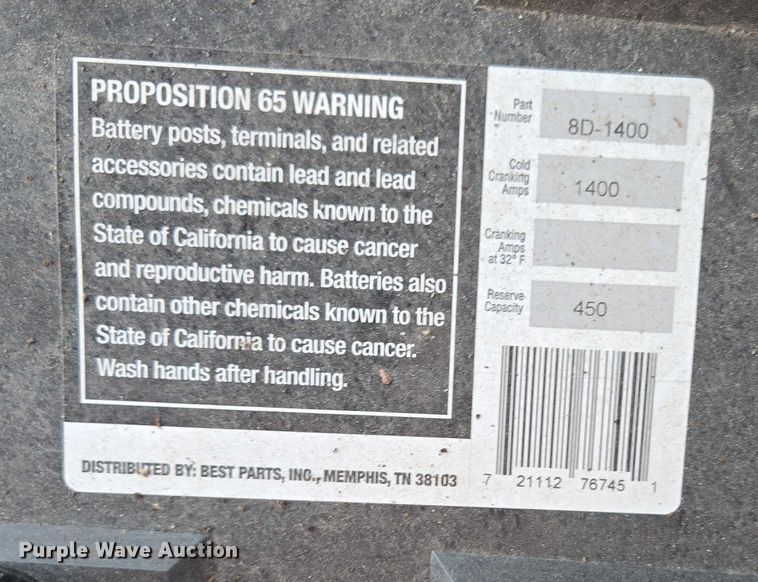 PROPOSITION 65 WARNING
Battery posts, terminals, and related
accessories contain lead and lead
compounds, chemicals known to the
State of California to cause cancer
and reproductive harm. Batteries also
contain other chemicals known to the
State of California to cause cancer.
Wash hands after handling.
DISTRIBUTED BY: BEST PARTS, INC., MEMPHIS, TN 38103
Part
Number
8D-1400
Cold
Cranking
Amps
1400
Cranking
Amps
at 32° F
Reserve
Capacity
450
7 21112 76745 1
Purple Wave Auction